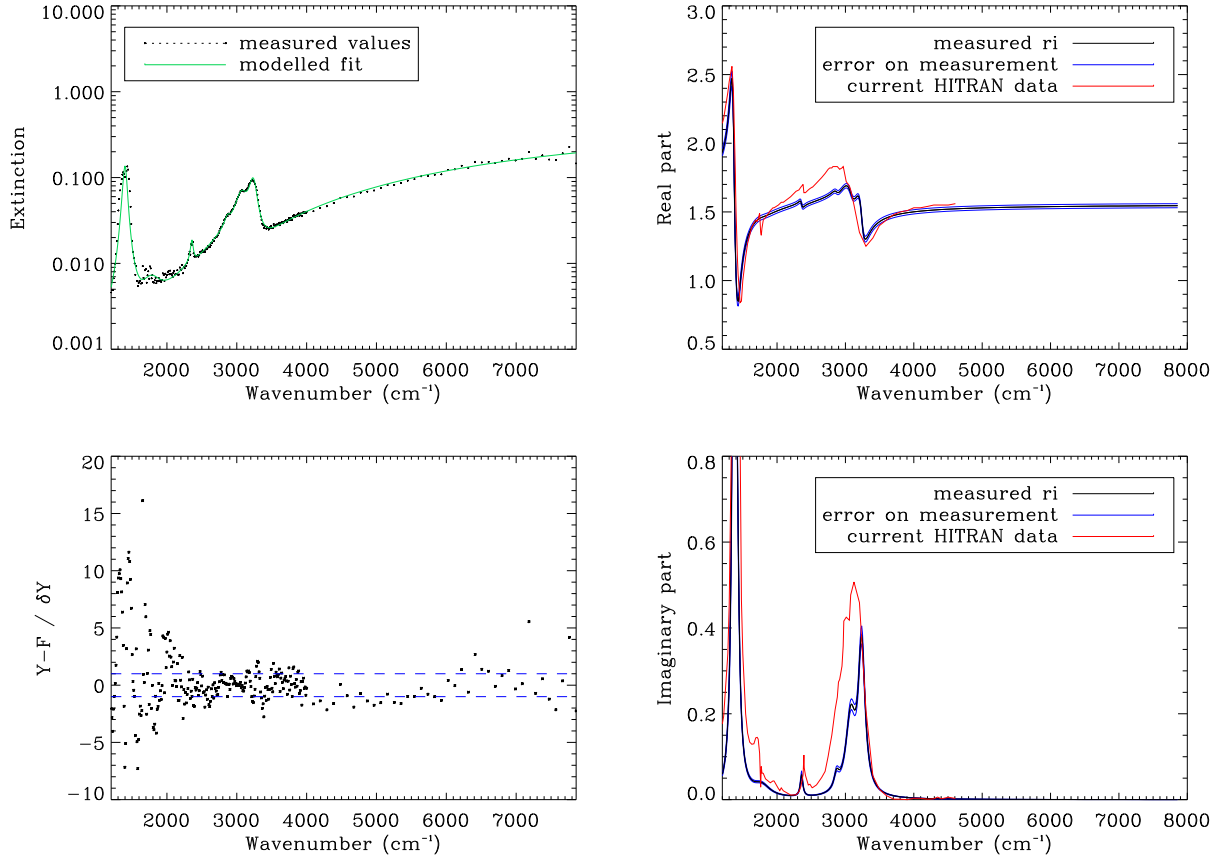 10.000
1.000
0.100
0.010
0.001
Extinction
measured values
modelled fit
2000 3000 4000 5000 6000 7000
Wavenumber (cm⁻¹)
3.0
2.5
2.0
1.5
1.0
0.5
Real part
measured ri
error on measurement
current HITRAN data
2000 3000 4000 5000 6000 7000 8000
Wavenumber (cm⁻¹)
20
15
10
5
0
−5
−10
Y−F / δY
2000 3000 4000 5000 6000 7000
Wavenumber (cm⁻¹)
0.8
0.6
0.4
0.2
0.0
Imaginary part
measured ri
error on measurement
current HITRAN data
2000 3000 4000 5000 6000 7000 8000
Wavenumber (cm⁻¹)